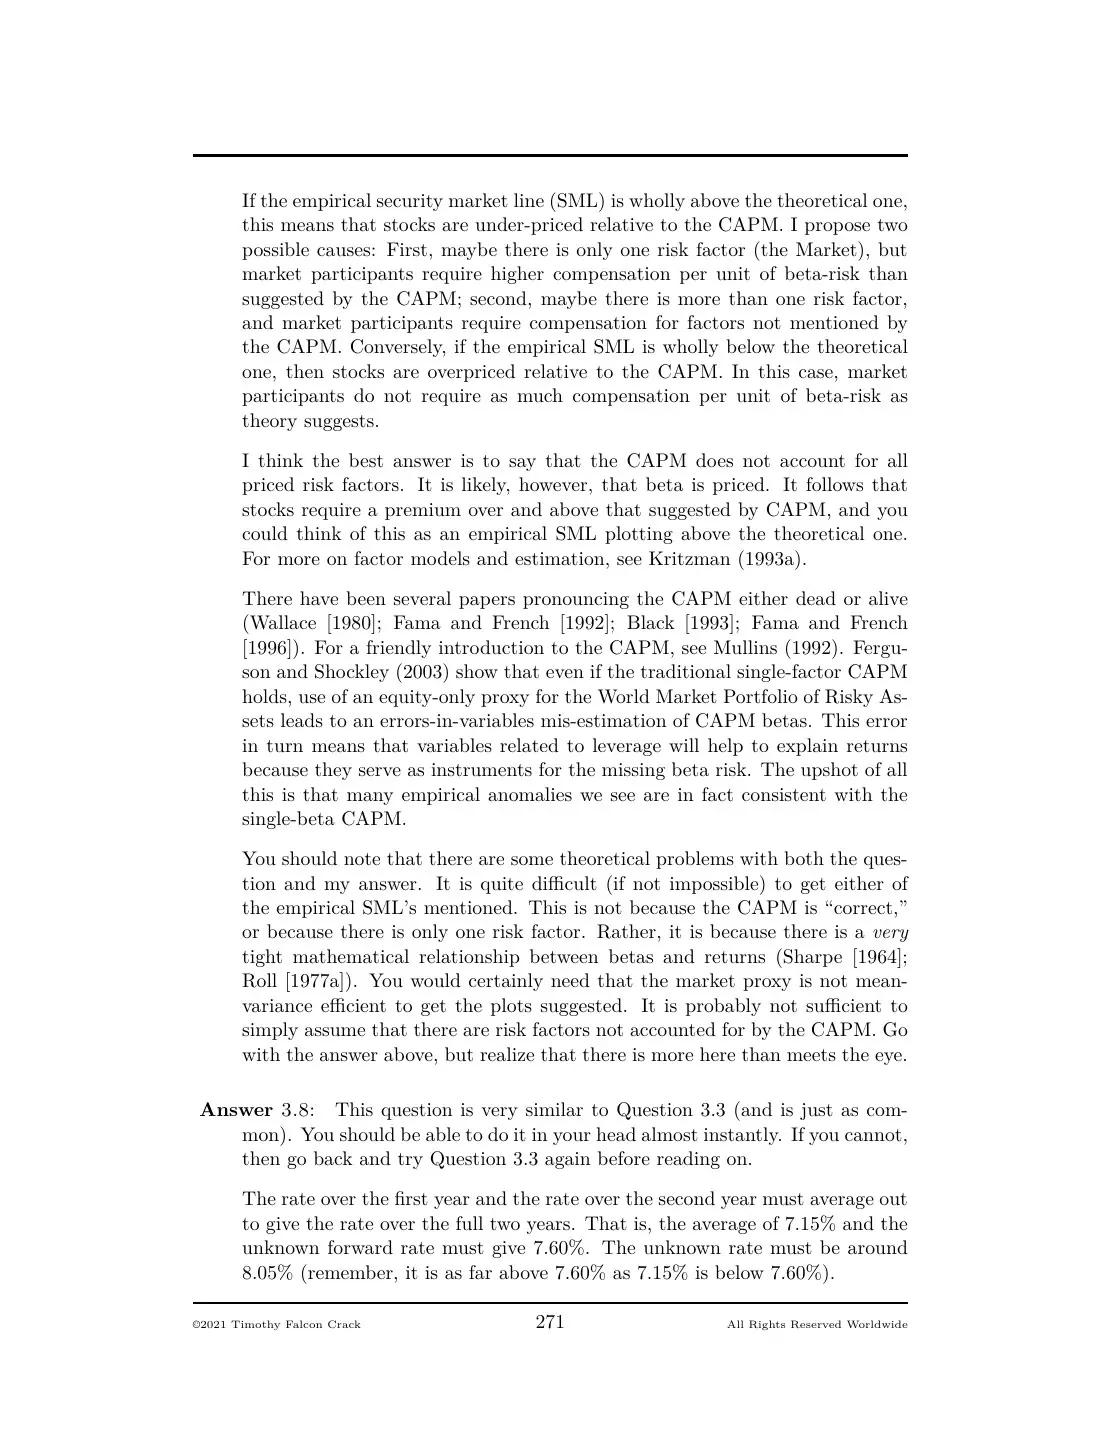 If the empirical security market line (SML) is wholly above the theoretical one,
this means that stocks are under-priced relative to the CAPM. I propose two
possible causes: First, maybe there is only one risk factor (the Market), but
market participants require higher compensation per unit of beta-risk than
suggested by the CAPM; second, maybe there is more than one risk factor,
and market participants require compensation for factors not mentioned by
the CAPM. Conversely, if the empirical SML is wholly below the theoretical
one, then stocks are overpriced relative to the CAPM. In this case, market
participants do not require as much compensation per unit of beta-risk as
theory suggests.
I think the best answer is to say that the CAPM does not account for all
priced risk factors. It is likely, however, that beta is priced. It follows that
stocks require a premium over and above that suggested by CAPM, and you
could think of this as an empirical SML plotting above the theoretical one.
For more on factor models and estimation, see Kritzman (1993a).
There have been several papers pronouncing the CAPM either dead or alive
(Wallace [1980]; Fama and French [1992]; Black [1993]; Fama and French
[1996]). For a friendly introduction to the CAPM, see Mullins (1992). Fergu-
son and Shockley (2003) show that even if the traditional single-factor CAPM
holds, use of an equity-only proxy for the World Market Portfolio of Risky As-
sets leads to an errors-in-variables mis-estimation of CAPM betas. This error
in turn means that variables related to leverage will help to explain returns
because they serve as instruments for the missing beta risk. The upshot of all
this is that many empirical anomalies we see are in fact consistent with the
single-beta CAPM.
You should note that there are some theoretical problems with both the ques-
tion and my answer. It is quite difficult (if not impossible) to get either of
the empirical SML's mentioned. This is not because the CAPM is “correct,”
or because there is only one risk factor. Rather, it is because there is a very
tight mathematical relationship between betas and returns (Sharpe [1964];
Roll [1977a]). You would certainly need that the market proxy is not mean-
variance efficient to get the plots suggested. It is probably not sufficient to
simply assume that there are risk factors not accounted for by the CAPM. Go
with the answer above, but realize that there is more here than meets the eye.
Answer 3.8: This question is very similar to Question 3.3 (and is just as com-
mon). You should be able to do it in your head almost instantly. If you cannot,
then go back and try Question 3.3 again before reading on.
The rate over the first year and the rate over the second year must average out
to give the rate over the full two years. That is, the average of 7.15% and the
unknown forward rate must give 7.60%. The unknown rate must be around
8.05% (remember, it is as far above 7.60% as 7.15% is below 7.60%).
©2021 Timothy Falcon Crack 271 All Rights Reserved Worldwide